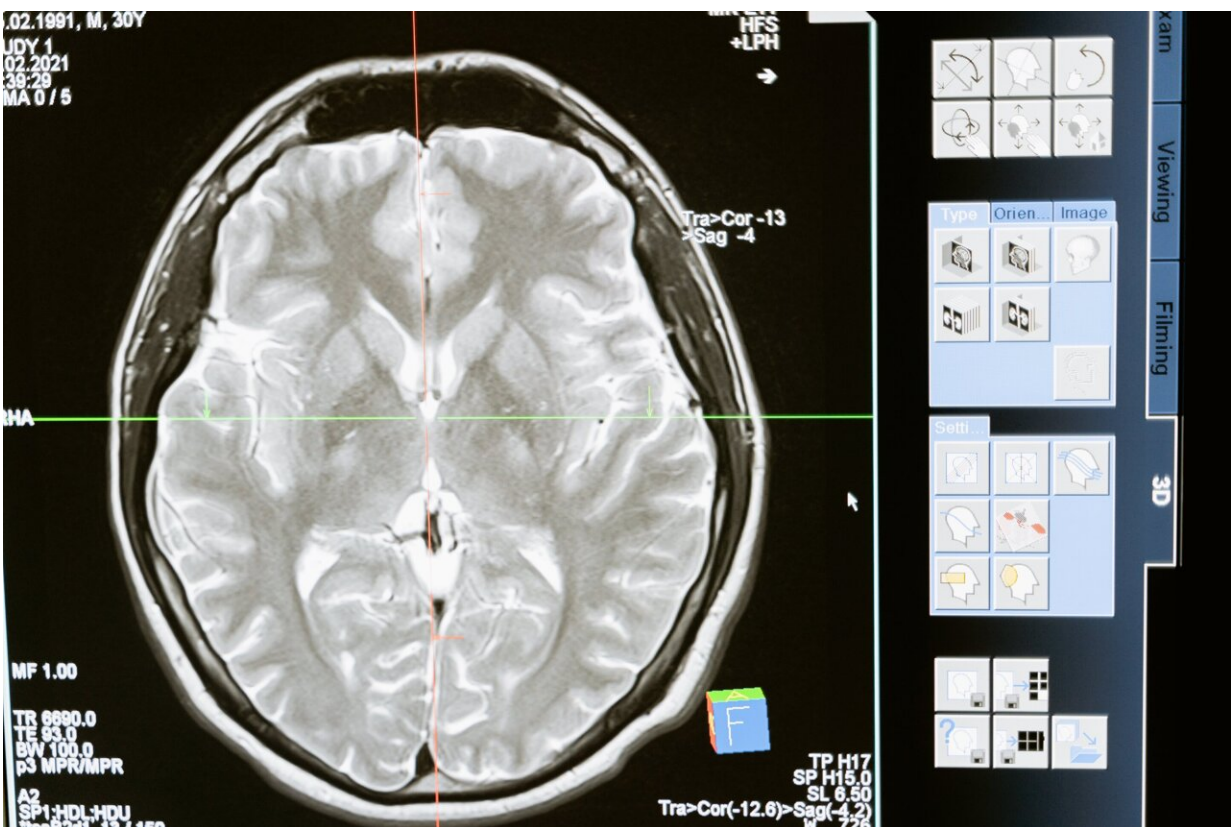 .02.1991, M, 30Y
UDY 1
.02.2021
:39:29
MA 0 / 5
HFS
+LPH
Tra>Cor -13
>Sag -4
RHA
MF 1.00
TR 6690.0
TE 93.0
BW 100.0
p3 MPR/MPR
A2
SP1;HDL;HDU
A
F
TP H17
SP H15.0
SL 6.50
Tra>Cor(-12.6)>Sag(-4.2)
W 726
xam
Viewing
Filming
3D
Type
Orien...
Image
Setti...
?